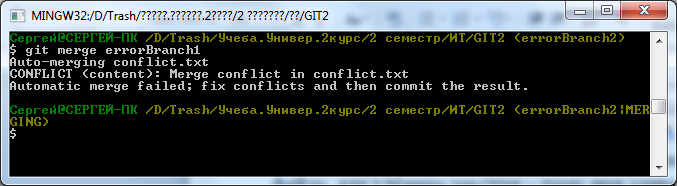 MINGW32:/D/Trash/?????.??????.2????/2 ???????/??/GIT2
Сергей@СЕРГЕЙ-ПК /D/Trash/Учеба.Универ.2курс/2 семестр/ИТ/GIT2 (errorBranch2)
$ git merge errorBranch1
Auto-merging conflict.txt
CONFLICT (content): Merge conflict in conflict.txt
Automatic merge failed; fix conflicts and then commit the result.
Сергей@СЕРГЕЙ-ПК /D/Trash/Учеба.Универ.2курс/2 семестр/ИТ/GIT2 (errorBranch2|MER
GING)
$